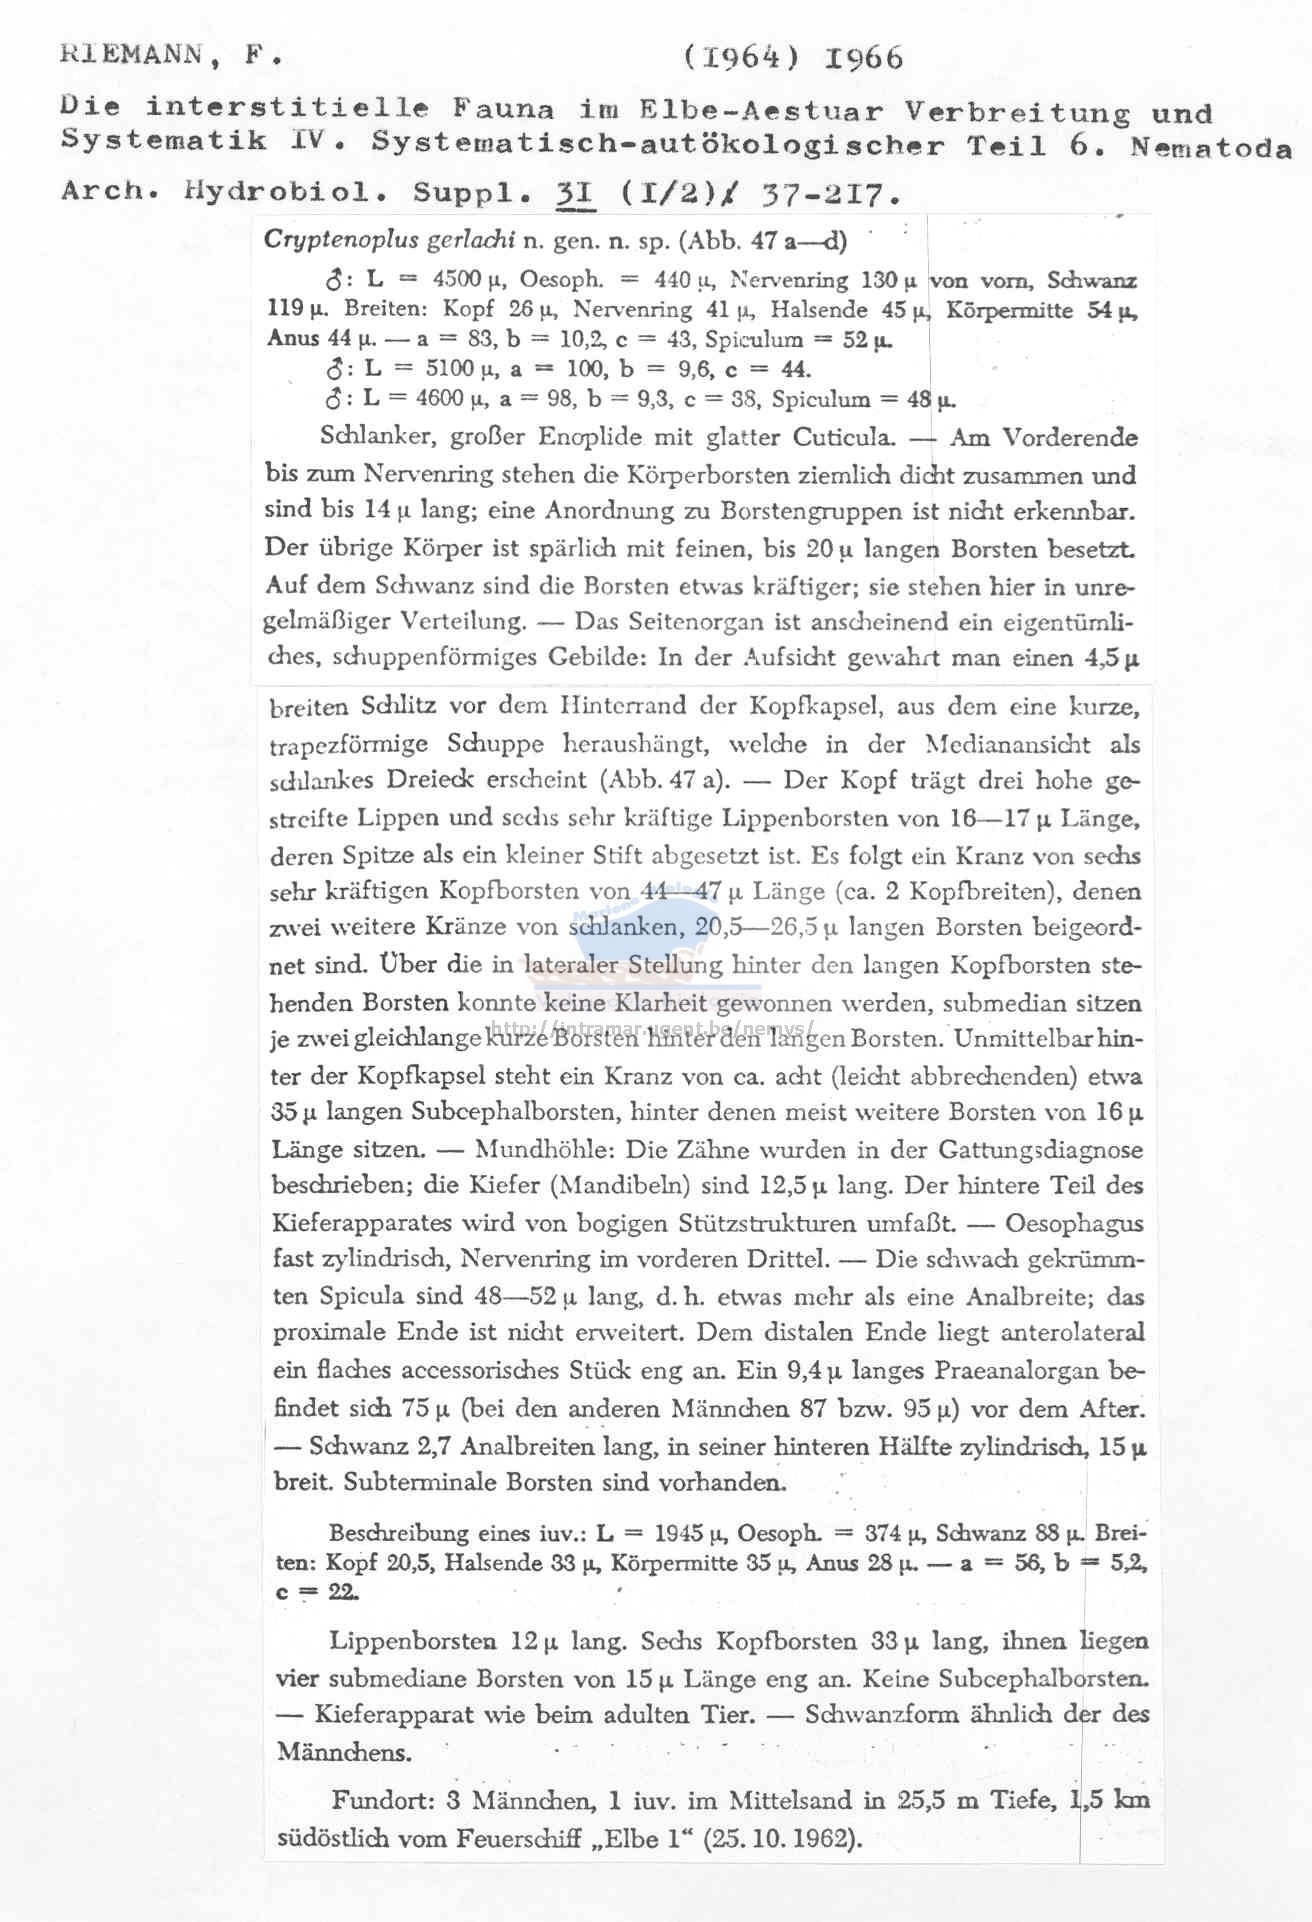 RIEMANN, F. (1964) 1966
Die interstitielle Fauna im Elbe-Aestuar Verbreitung und
Systematik IV. Systematisch-autökologischer Teil 6. Nematoda
Arch. Hydrobiol. Suppl. 31 (1/2)/ 37-217.
Cryptenoplus gerlachi n. gen. n. sp. (Abb. 47 a—d)
♂: L = 4500 µ, Oesoph. = 440 µ, Nervenring 130 µ von vorn, Schwanz
119 µ. Breiten: Kopf 26 µ, Nervenring 41 µ, Halsende 45 µ, Körpermitte 54 µ,
Anus 44 µ. — a = 83, b = 10,2, c = 43, Spiculum = 52 µ.
♂: L = 5100 µ, a = 100, b = 9,6, c = 44.
♂: L = 4600 µ, a = 98, b = 9,3, c = 38, Spiculum = 48 µ.
Schlanker, großer Enoplide mit glatter Cuticula. — Am Vorderende
bis zum Nervenring stehen die Körperborsten ziemlich dicht zusammen und
sind bis 14 µ lang; eine Anordnung zu Borstengruppen ist nicht erkennbar.
Der übrige Körper ist spärlich mit feinen, bis 20 µ langen Borsten besetzt.
Auf dem Schwanz sind die Borsten etwas kräftiger; sie stehen hier in unre-
gelmäßiger Verteilung. — Das Seitenorgan ist anscheinend ein eigentümli-
ches, schuppenförmiges Gebilde: In der Aufsicht gewahrt man einen 4,5 µ
breiten Schlitz vor dem Hinterrand der Kopfkapsel, aus dem eine kurze,
trapezförmige Schuppe heraushängt, welche in der Medianansicht als
schlankes Dreieck erscheint (Abb. 47 a). — Der Kopf trägt drei hohe ge-
streifte Lippen und sechs sehr kräftige Lippenborsten von 16—17 µ Länge,
deren Spitze als ein kleiner Stift abgesetzt ist. Es folgt ein Kranz von sechs
sehr kräftigen Kopfborsten von 44—47 µ Länge (ca. 2 Kopfbreiten), denen
zwei weitere Kränze von schlanken, 20,5—26,5 µ langen Borsten beigeord-
net sind. Über die in lateraler Stellung hinter den langen Kopfborsten ste-
henden Borsten konnte keine Klarheit gewonnen werden, submedian sitzen
http://intramar.ugent.be/nemys/
je zwei gleichlange kurze Borsten hinter den langen Borsten. Unmittelbar hin-
ter der Kopfkapsel steht ein Kranz von ca. acht (leicht abbrechenden) etwa
35 µ langen Subcephalborsten, hinter denen meist weitere Borsten von 16 µ
Länge sitzen. — Mundhöhle: Die Zähne wurden in der Gattungsdiagnose
beschrieben; die Kiefer (Mandibeln) sind 12,5 µ lang. Der hintere Teil des
Kieferapparates wird von bogigen Stützstrukturen umfaßt. — Oesophagus
fast zylindrisch, Nervenring im vorderen Drittel. — Die schwach gekrümm-
ten Spicula sind 48—52 µ lang, d. h. etwas mehr als eine Analbreite; das
proximale Ende ist nicht erweitert. Dem distalen Ende liegt anterolateral
ein flaches accessorisches Stück eng an. Ein 9,4 µ langes Praeanalorgan be-
findet sich 75 µ (bei den anderen Männchen 87 bzw. 95 µ) vor dem After.
— Schwanz 2,7 Analbreiten lang, in seiner hinteren Hälfte zylindrisch, 15 µ
breit. Subterminale Borsten sind vorhanden.
Beschreibung eines iuv.: L = 1945 µ, Oesoph. = 374 µ, Schwanz 88 µ. Brei-
ten: Kopf 20,5, Halsende 33 µ, Körpermitte 35 µ, Anus 28 µ. — a = 56, b = 5,2,
c = 22.
Lippenborsten 12 µ lang. Sechs Kopfborsten 33 µ lang, ihnen liegen
vier submediane Borsten von 15 µ Länge eng an. Keine Subcephalborsten.
— Kieferapparat wie beim adulten Tier. — Schwanzform ähnlich der des
Männchens.
Fundort: 3 Männchen, 1 iuv. im Mittelsand in 25,5 m Tiefe, 1,5 km
südöstlich vom Feuerschiff „Elbe 1“ (25. 10. 1962).